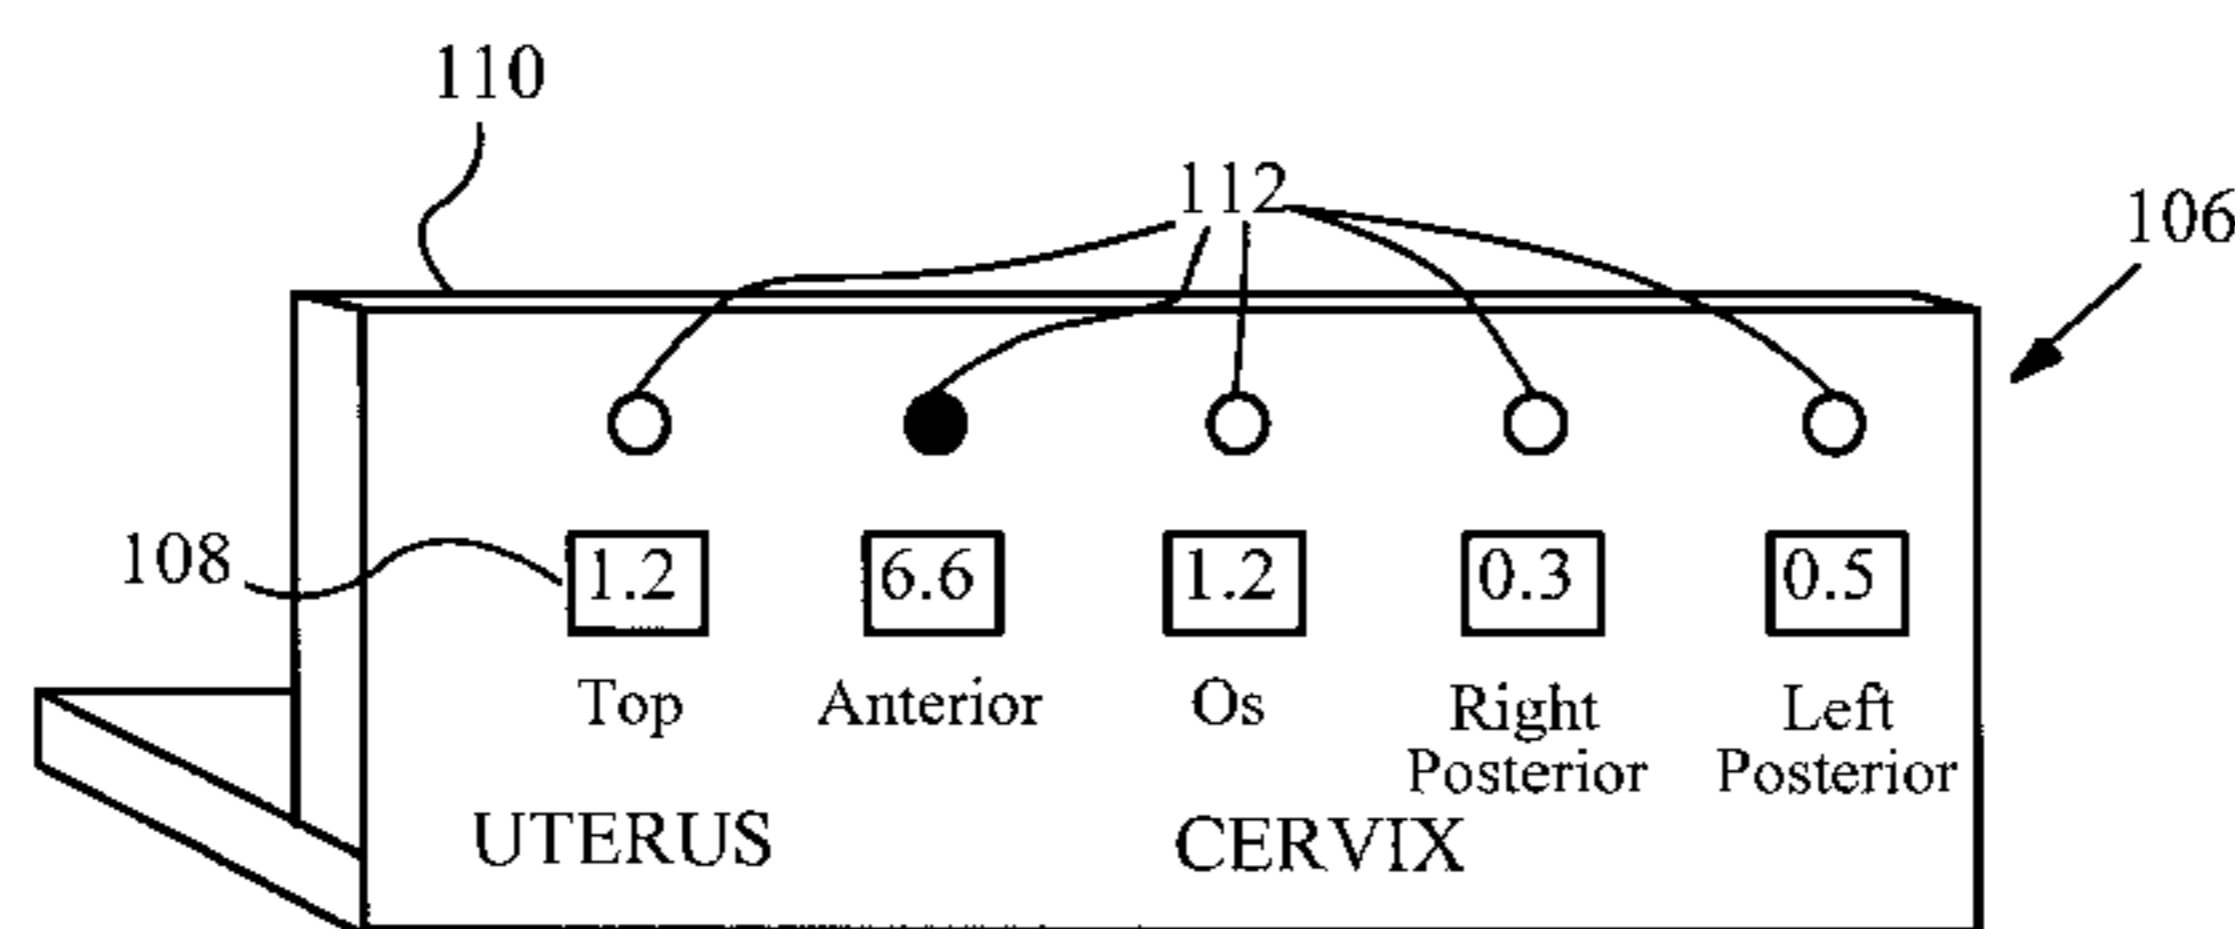 110
112
106
108
1.2 6.6 1.2 0.3 0.5
Top Anterior Os Right Left
Posterior Posterior
UTERUS CERVIX